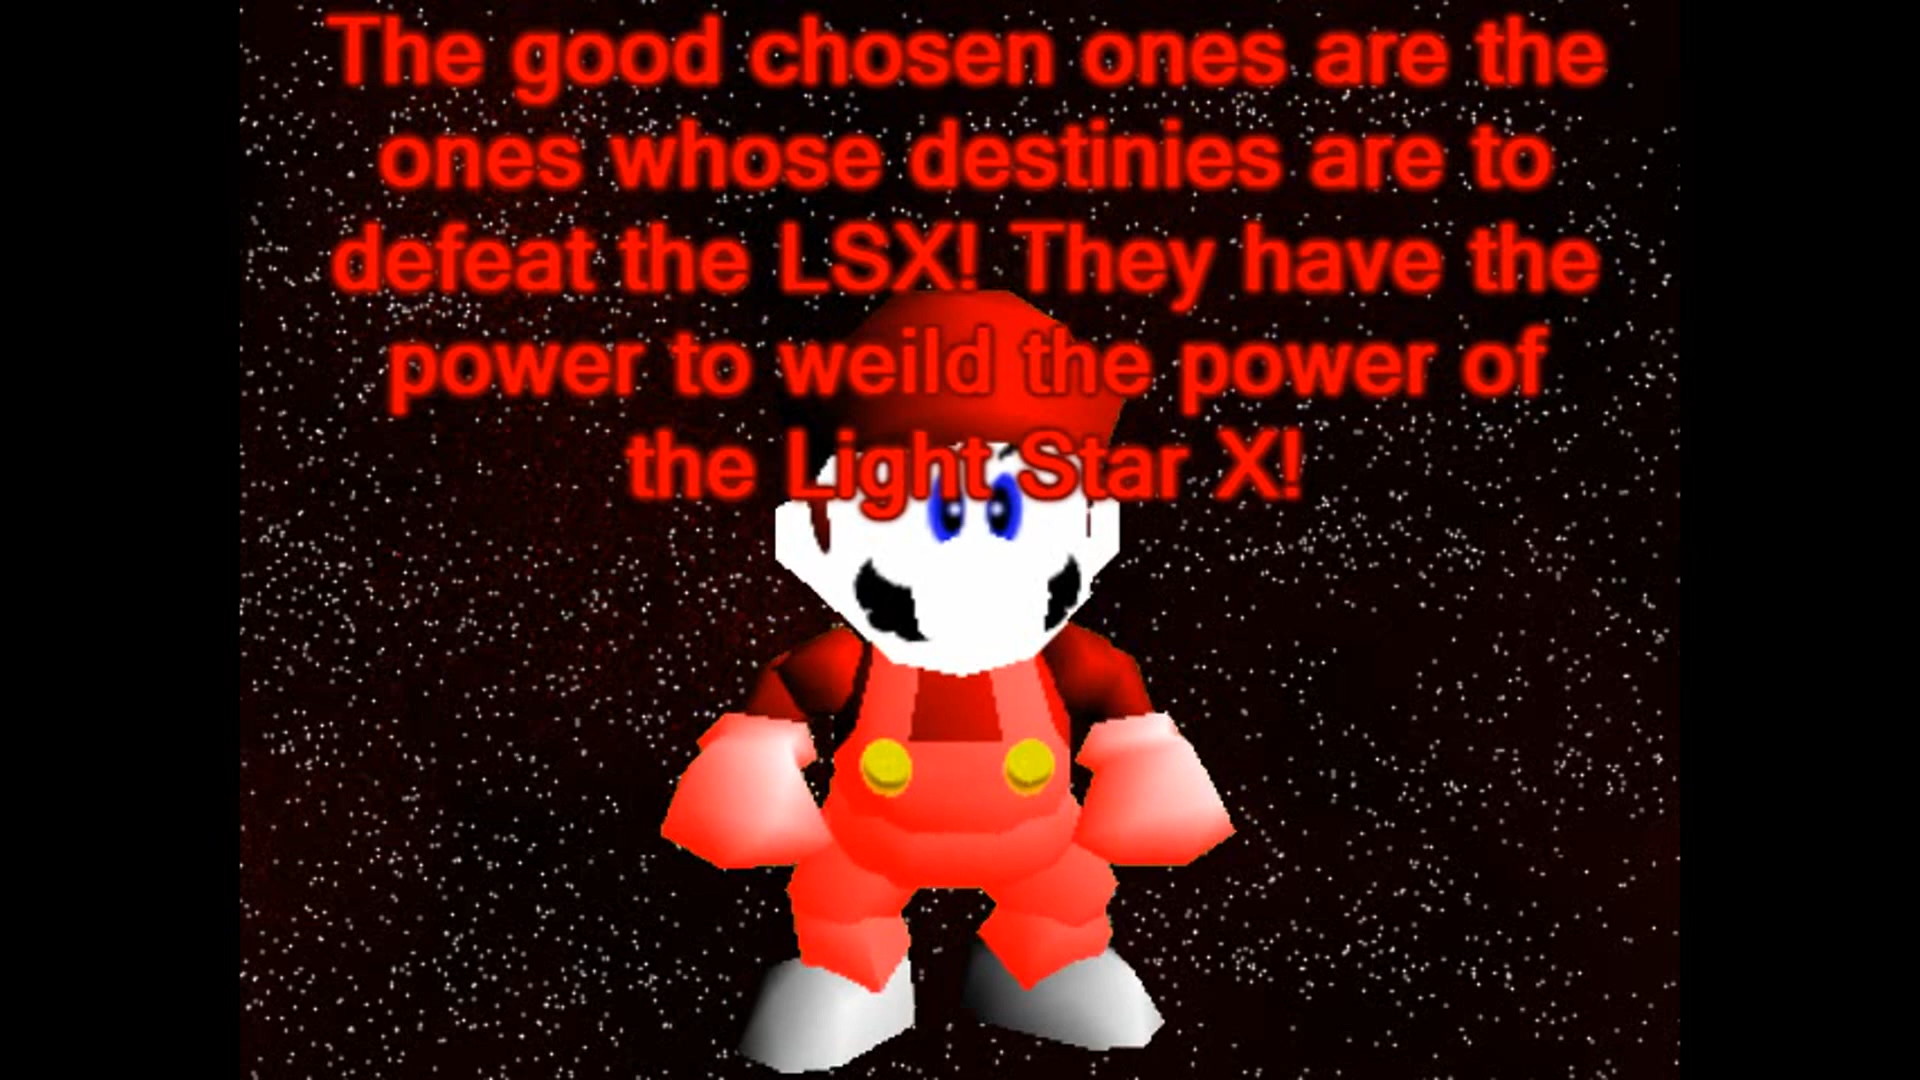 The good chosen ones are the
ones whose destinies are to
defeat the LSX! They have the
power to weild the power of
the Light Star X!